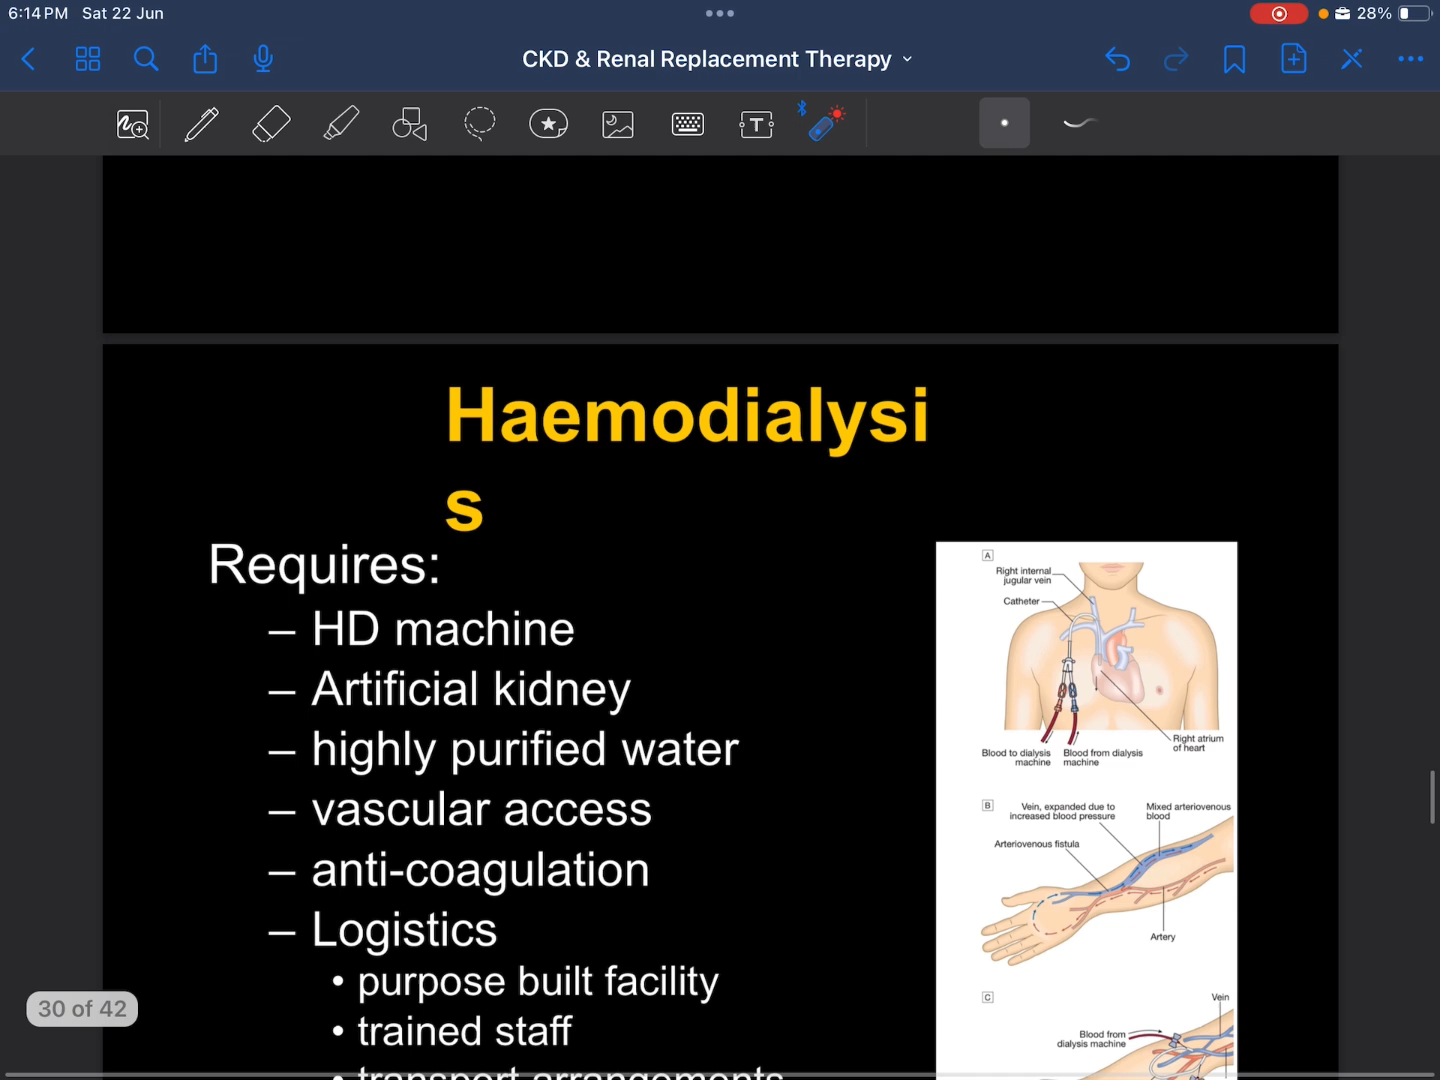 6:14 PM Sat 22 Jun
28%
CKD & Renal Replacement Therapy
T
Haemodialysi
s
Requires:
– HD machine
– Artificial kidney
– highly purified water
– vascular access
– anti-coagulation
– Logistics
• purpose built facility
• trained staff
• transport arrangements
30 of 42
A
Right internal
jugular vein
Catheter
Right atrium
of heart
Blood to dialysis
machine
Blood from dialysis
machine
B
Vein, expanded due to
increased blood pressure
Mixed arteriovenous
blood
Arteriovenous fistula
Artery
C
Vein
Blood from
dialysis machine